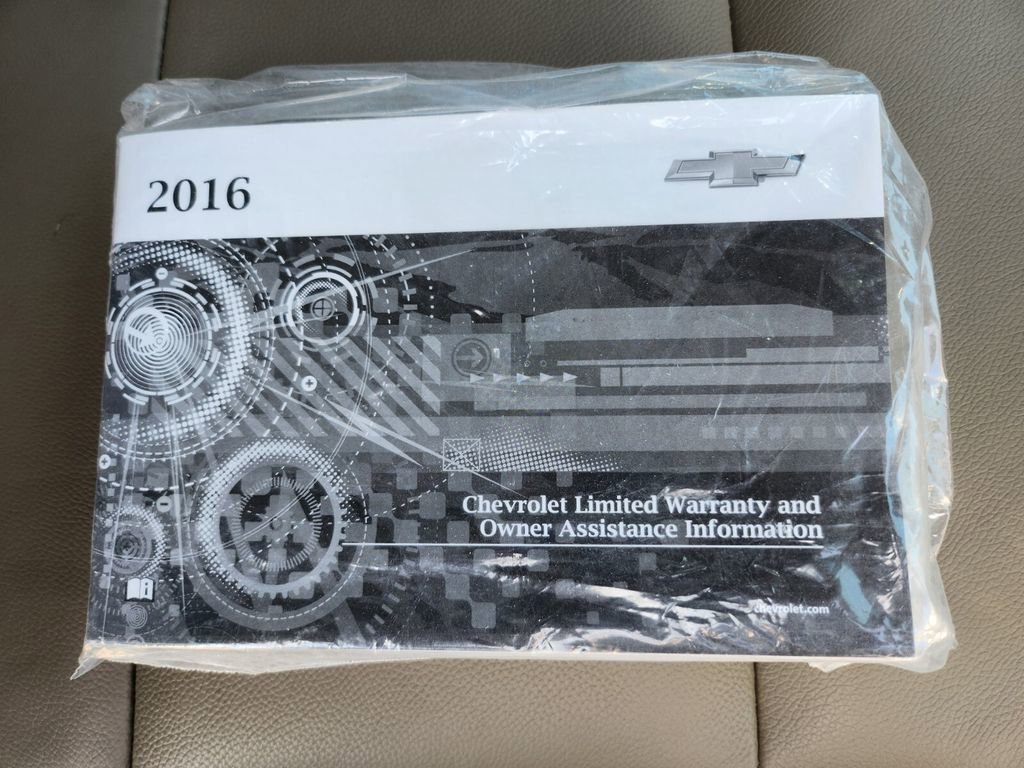 2016
Chevrolet Limited Warranty and
Owner Assistance Information
chevrolet.com